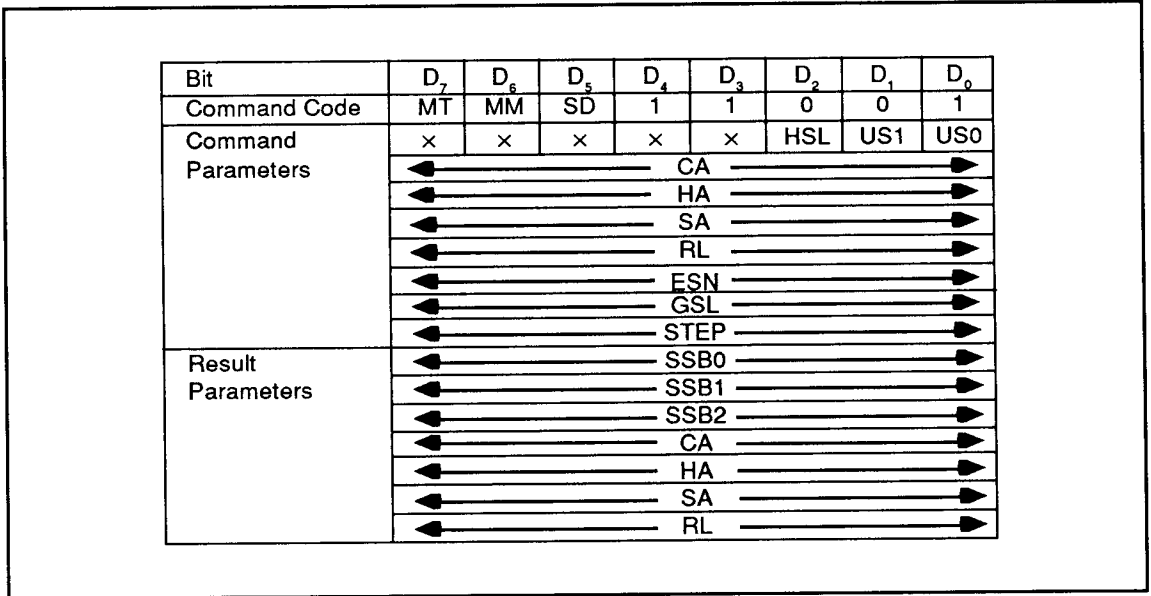 Bit D₇ D₆ D₅ D₄ D₃ D₂ D₁ D₀
Command Code MT MM SD 1 1 0 0 1
Command × × × × × HSL US1 US0
Parameters CA
HA
SA
RL
ESN
GSL
STEP
Result SSB0
Parameters SSB1
SSB2
CA
HA
SA
RL